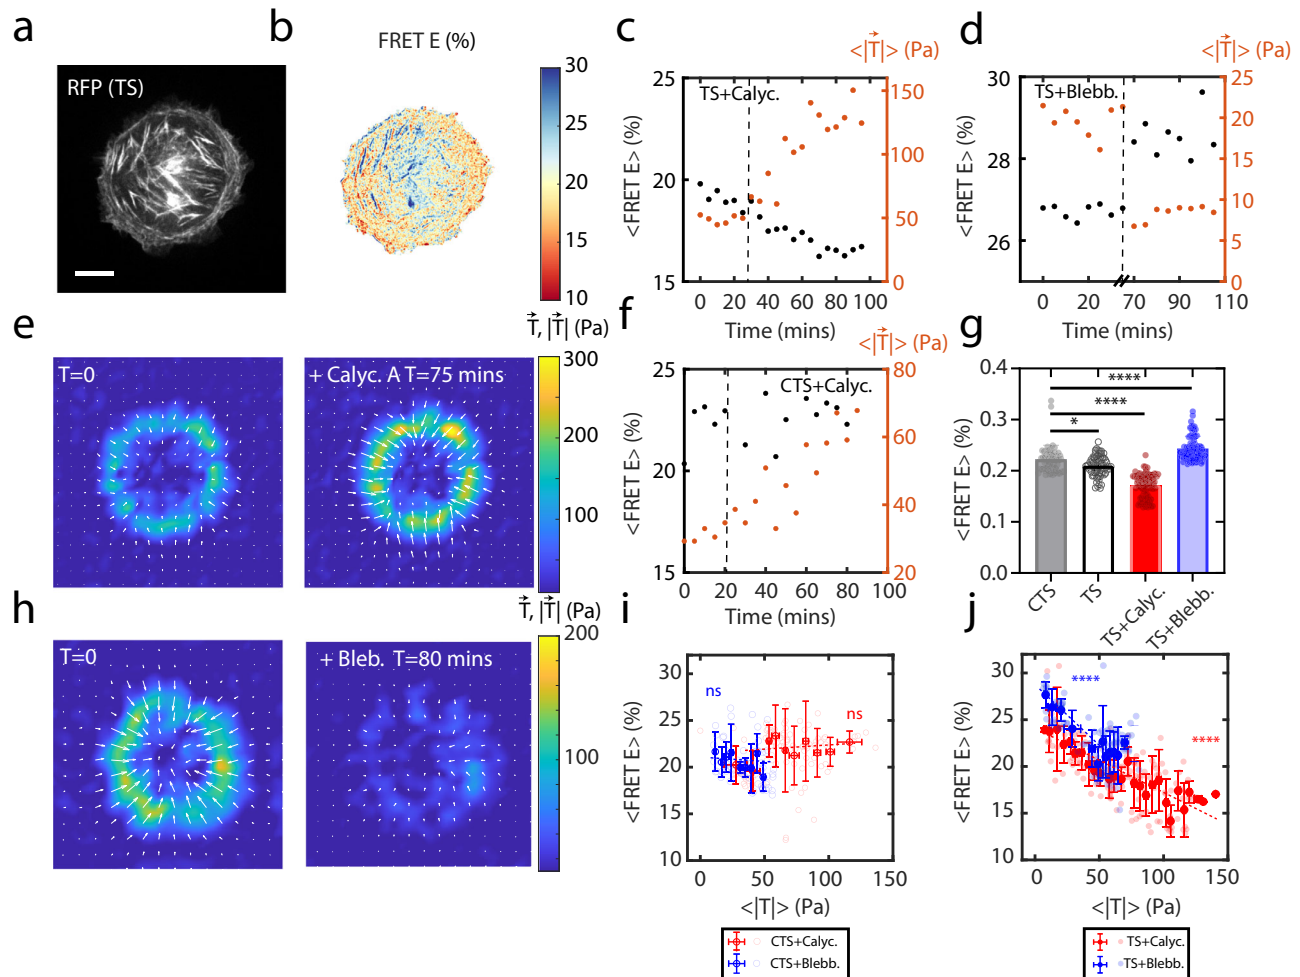 a
RFP (TS)
b
FRET E (%)
30
25
20
15
10
c
<|T⃗|> (Pa)
TS+Calyc.
<FRET E> (%)
25
20
15
150
100
50
0
0 20 40 60 80 100
Time (mins)
d
<|T⃗|> (Pa)
TS+Blebb.
<FRET E> (%)
30
28
26
25
20
15
10
5
0
0 30 70 90 110
Time (mins)
e
T⃗, |T⃗| (Pa)
T=0
+ Calyc. A T=75 mins
300
200
100
f
<|T⃗|> (Pa)
CTS+Calyc.
<FRET E> (%)
25
20
15
80
60
40
20
0 20 40 60 80 100
Time (mins)
g
<FRET E> (%)
0.4
0.3
0.2
0.1
0.0
****
****
*
CTS
TS
TS+Calyc.
TS+Blebb.
h
T⃗, |T⃗| (Pa)
T=0
+ Bleb. T=80 mins
200
100
i
<FRET E> (%)
30
25
20
15
10
ns
ns
0 50 100 150
<|T|> (Pa)
CTS+Calyc.
CTS+Blebb.
j
<FRET E> (%)
30
25
20
15
10
****
****
0 50 100 150
<|T|> (Pa)
TS+Calyc.
TS+Blebb.